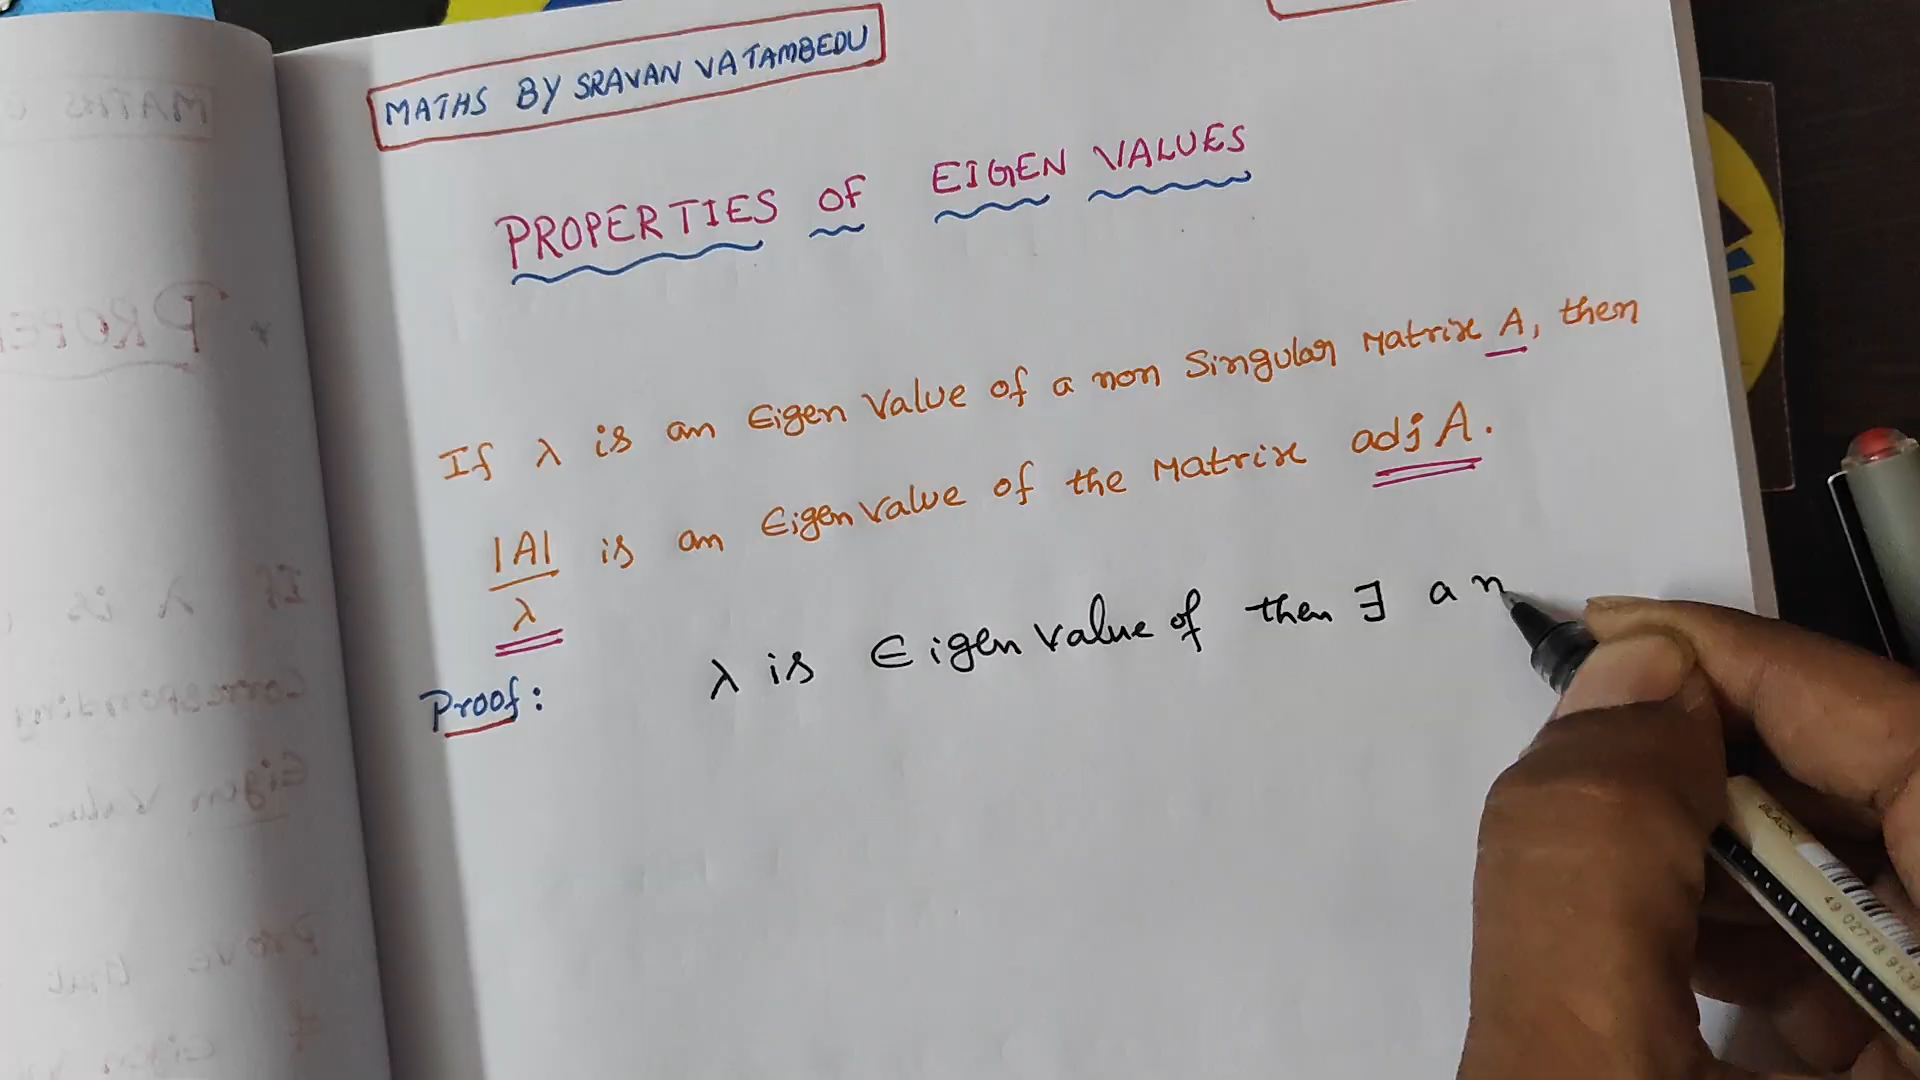 MATHS BY SRAVAN VATAMBEDU
PROPERTIES OF EIGEN VALUES
If λ is an Eigen Value of a non Singular Matrix A, then
|A|/λ is an Eigen value of the Matrix adj A.
Proof: λ is Eigen value of then ∃ a n
BLACK